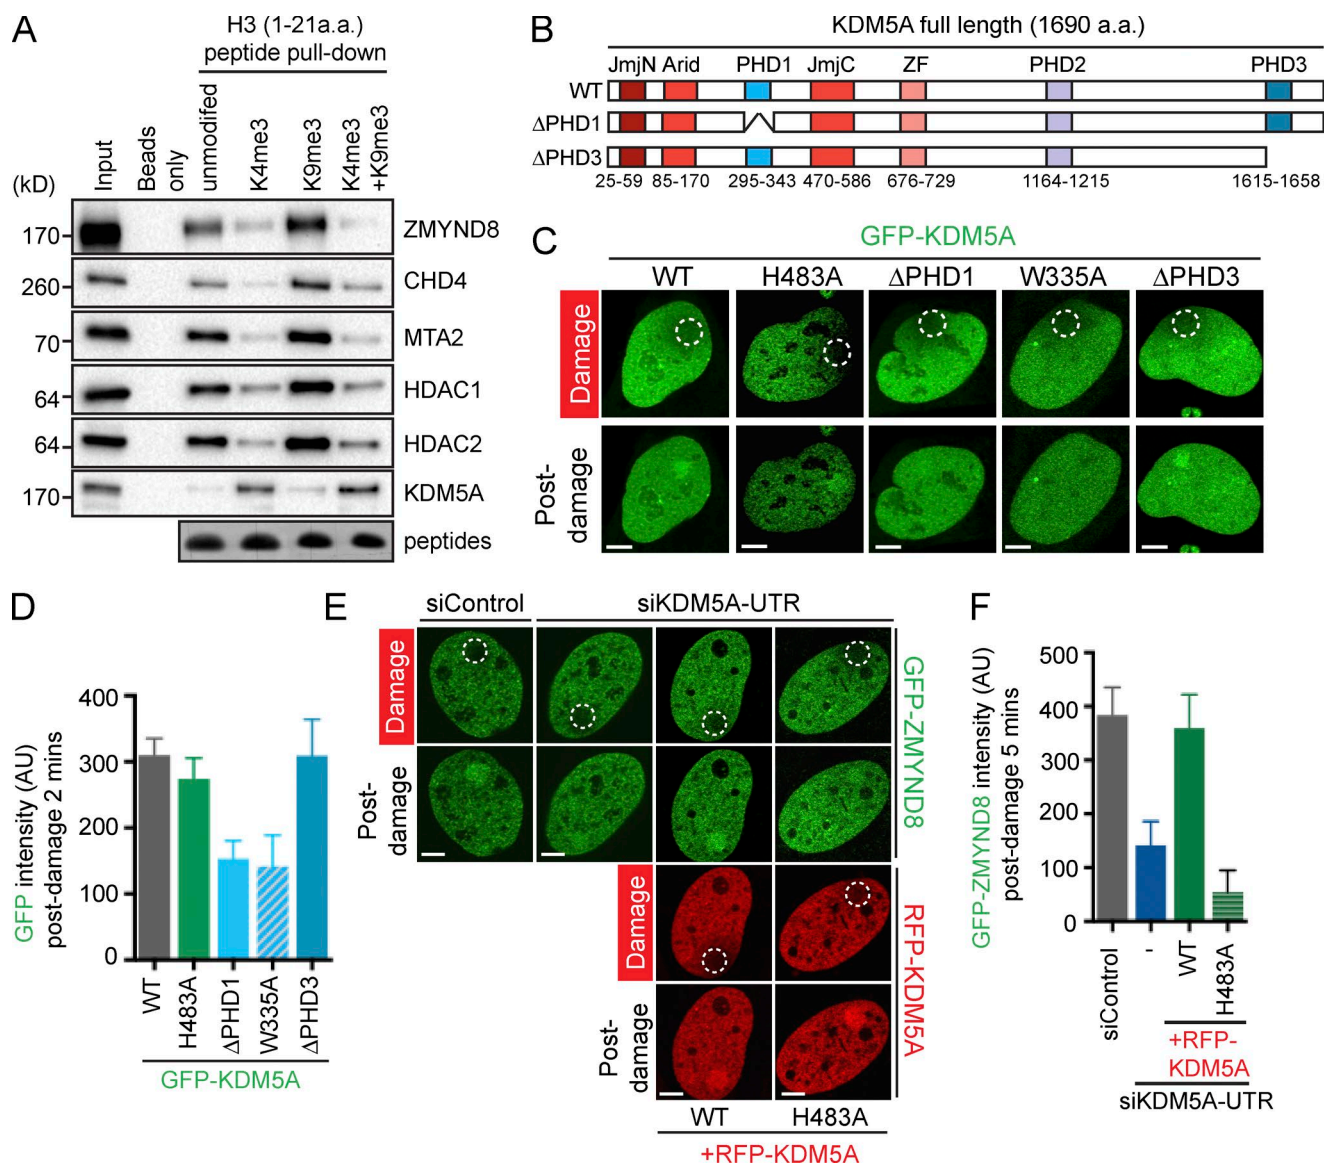 A
H3 (1-21a.a.)
peptide pull-down
(kD)
Input
Beads
only
unmodifed
K4me3
K9me3
K4me3
+K9me3
170
ZMYND8
260
CHD4
70
MTA2
64
HDAC1
64
HDAC2
170
KDM5A
peptides
B
KDM5A full length (1690 a.a.)
JmjN Arid PHD1 JmjC ZF PHD2 PHD3
WT
ΔPHD1
ΔPHD3
25-59 85-170 295-343 470-586 676-729 1164-1215 1615-1658
C
GFP-KDM5A
WT H483A ΔPHD1 W335A ΔPHD3
Damage
Post-
damage
D
GFP intensity (AU)
post-damage 2 mins
400
300
200
100
0
WT
H483A
ΔPHD1
W335A
ΔPHD3
GFP-KDM5A
E
siControl siKDM5A-UTR
Damage
Post-
damage
GFP-ZMYND8
Damage
Post-
damage
RFP-KDM5A
WT H483A
+RFP-KDM5A
F
GFP-ZMYND8 intensity (AU)
post-damage 5 mins
500
400
300
200
100
0
siControl
-
WT
H483A
+RFP-
KDM5A
siKDM5A-UTR